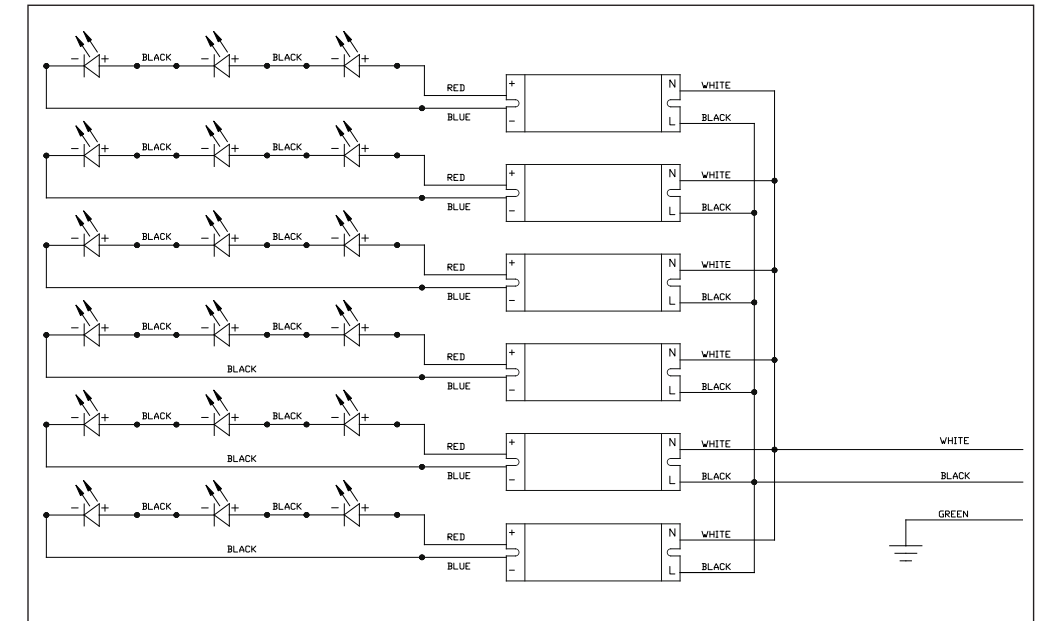 - + BLACK - + BLACK - +
RED + N WHITE
BLUE - L BLACK
- + BLACK - + BLACK - +
RED + N WHITE
BLUE - L BLACK
- + BLACK - + BLACK - +
RED + N WHITE
BLUE - L BLACK
- + BLACK - + BLACK - +
RED + N WHITE
BLACK
BLUE - L BLACK
- + BLACK - + BLACK - +
RED + N WHITE WHITE
BLACK
BLUE - L BLACK BLACK
- + BLACK - + BLACK - +
GREEN
RED + N WHITE
BLACK
BLUE - L BLACK